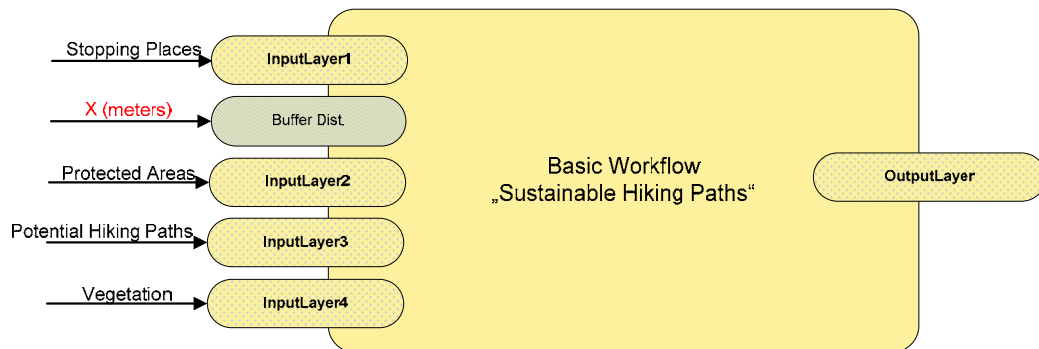 Stopping Places
InputLayer1
X (meters)
Buffer Dist.
Protected Areas
InputLayer2
Potential Hiking Paths
InputLayer3
Vegetation
InputLayer4
Basic Workflow
„Sustainable Hiking Paths“
OutputLayer